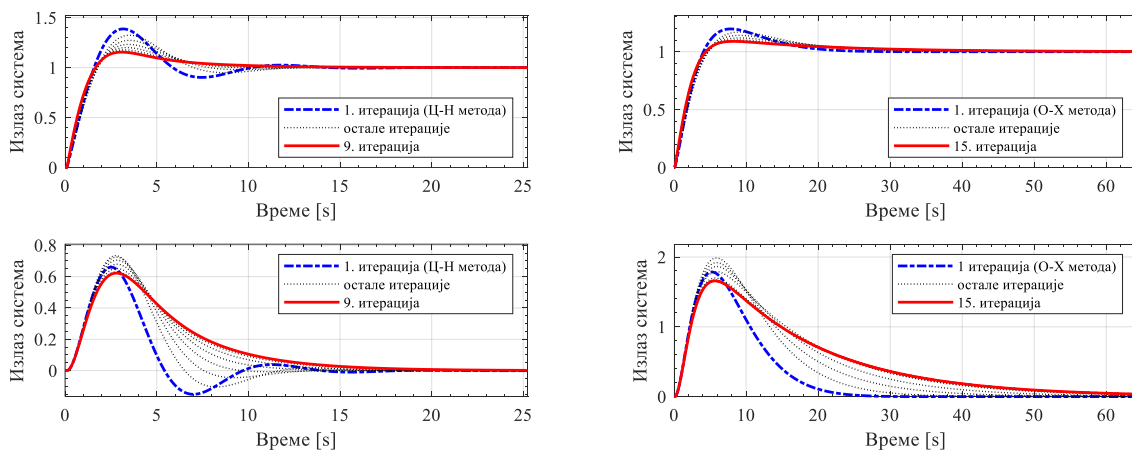 1.5
1
0.5
0
Излаз система
1. итерација (Ц-Н метода)
остале итерације
9. итерација
0 5 10 15 20 25
Време [s]
1
0.5
0
Излаз система
1. итерација (О-Х метода)
остале итерације
15. итерација
0 10 20 30 40 50 60
Време [s]
0.8
0.6
0.4
0.2
0
Излаз система
1. итерација (Ц-Н метода)
остале итерације
9. итерација
0 5 10 15 20 25
Време [s]
2
1
0
Излаз система
1 итерација (О-Х метода)
остале итерације
15. итерација
0 10 20 30 40 50 60
Време [s]